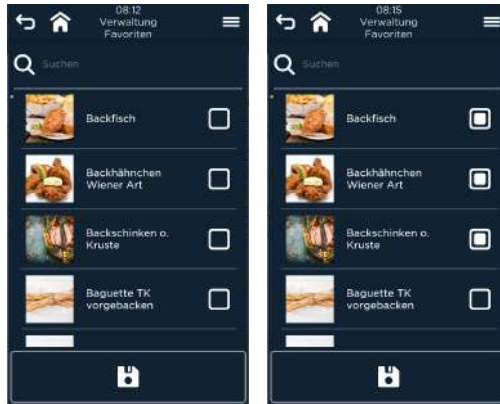 08:12
Verwaltung
Favoriten
Suchen
Backfisch
Backhähnchen
Wiener Art
Backschinken o.
Kruste
Baguette TK
vorgebacken
08:15
Verwaltung
Favoriten
Suchen
Backfisch
Backhähnchen
Wiener Art
Backschinken o.
Kruste
Baguette TK
vorgebacken